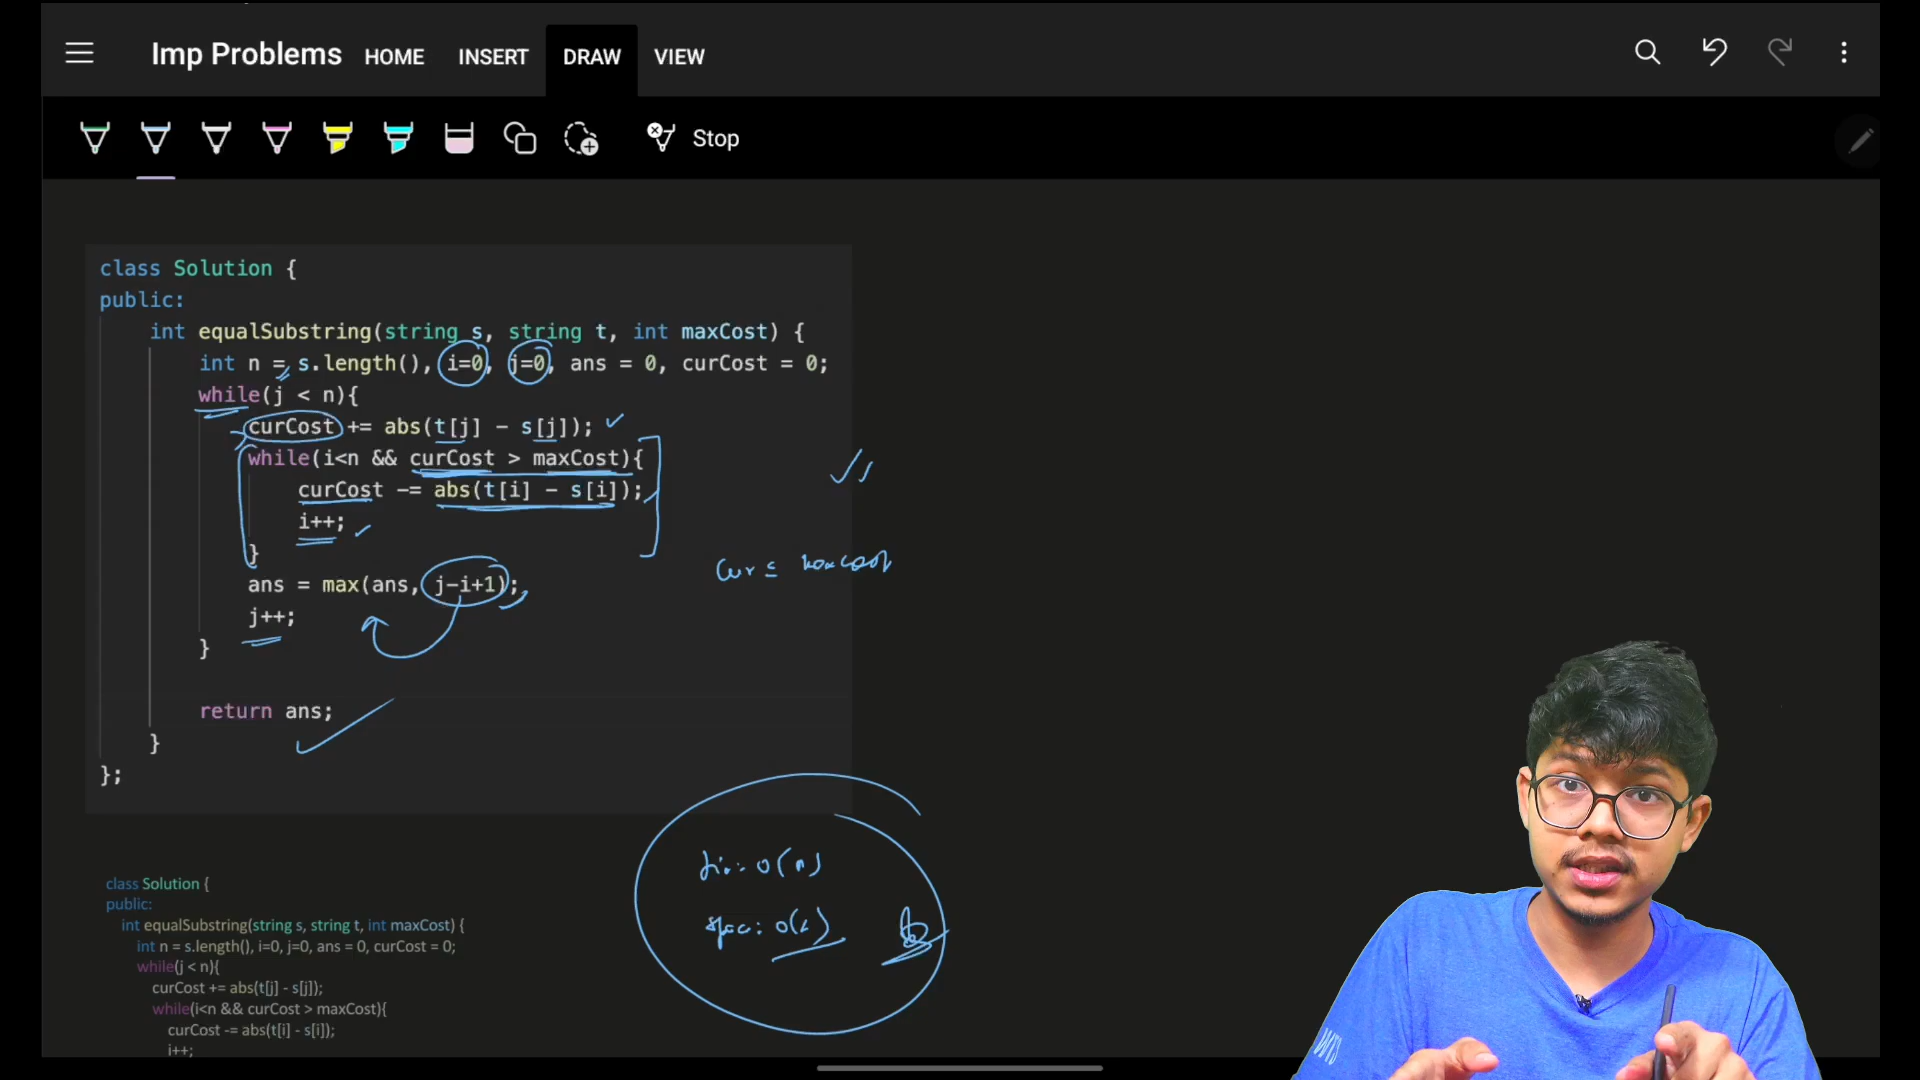 Imp Problems HOME INSERT DRAW VIEW
Stop
class Solution {
public:
int equalSubstring(string s, string t, int maxCost) {
int n = s.length(), i=0, j=0, ans = 0, curCost = 0;
while(j < n){
curCost += abs(t[j] - s[j]);
while(i<n && curCost > maxCost){
curCost -= abs(t[i] - s[i]);
i++;
}
ans = max(ans, j-i+1);
j++;
}
return ans;
}
};
Cur ≤ maxcost
O(n)
O(1)
class Solution {
public:
int equalSubstring(string s, string t, int maxCost) {
int n = s.length(), i=0, j=0, ans = 0, curCost = 0;
while(j < n){
curCost += abs(t[j] - s[j]);
while(i<n && curCost > maxCost){
curCost -= abs(t[i] - s[i]);
i++;